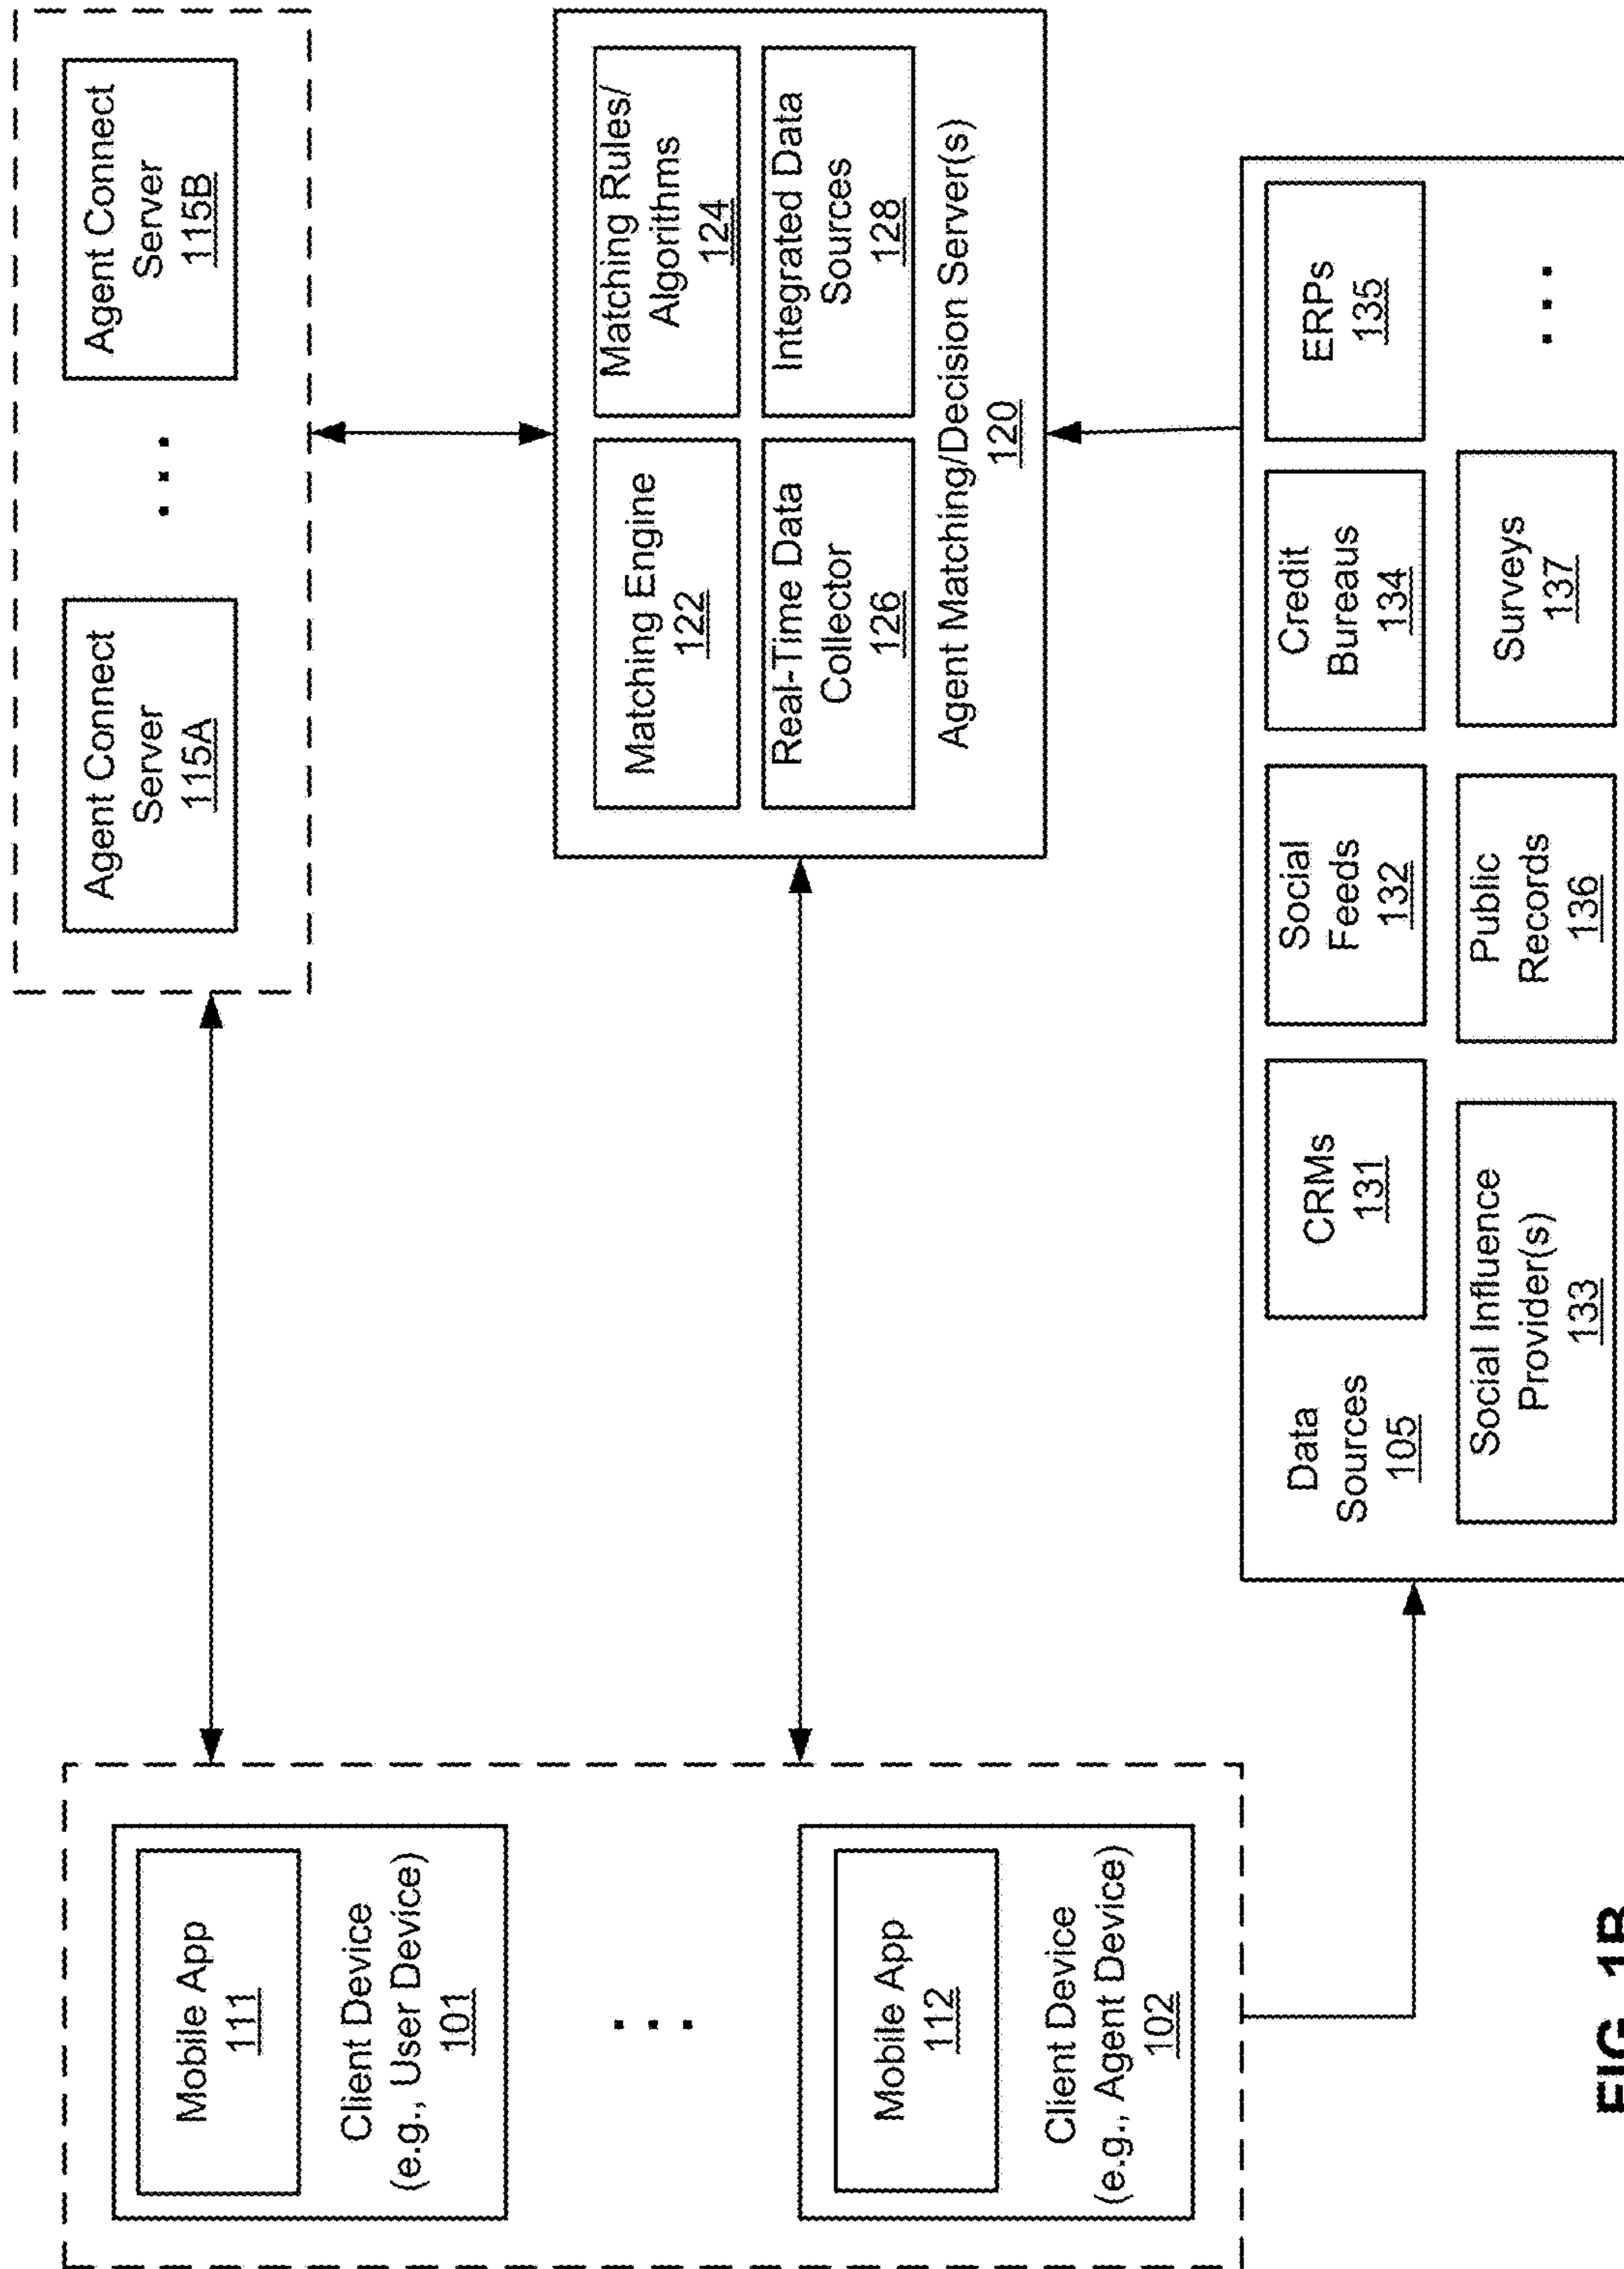 Mobile App
111
Client Device
(e.g., User Device)
101
. . .
Mobile App
112
Client Device
(e.g., Agent Device)
102
Agent Connect
Server
115A
. . .
Agent Connect
Server
115B
Matching Engine
122
Matching Rules/
Algorithms
124
Real-Time Data
Collector
126
Integrated Data
Sources
128
Agent Matching/Decision Server(s)
120
Data
Sources
105
CRMs
131
Social
Feeds
132
Credit
Bureaus
134
ERPs
135
Social Influence
Provider(s)
133
Public
Records
136
Surveys
137
. . .
FIG. 1B